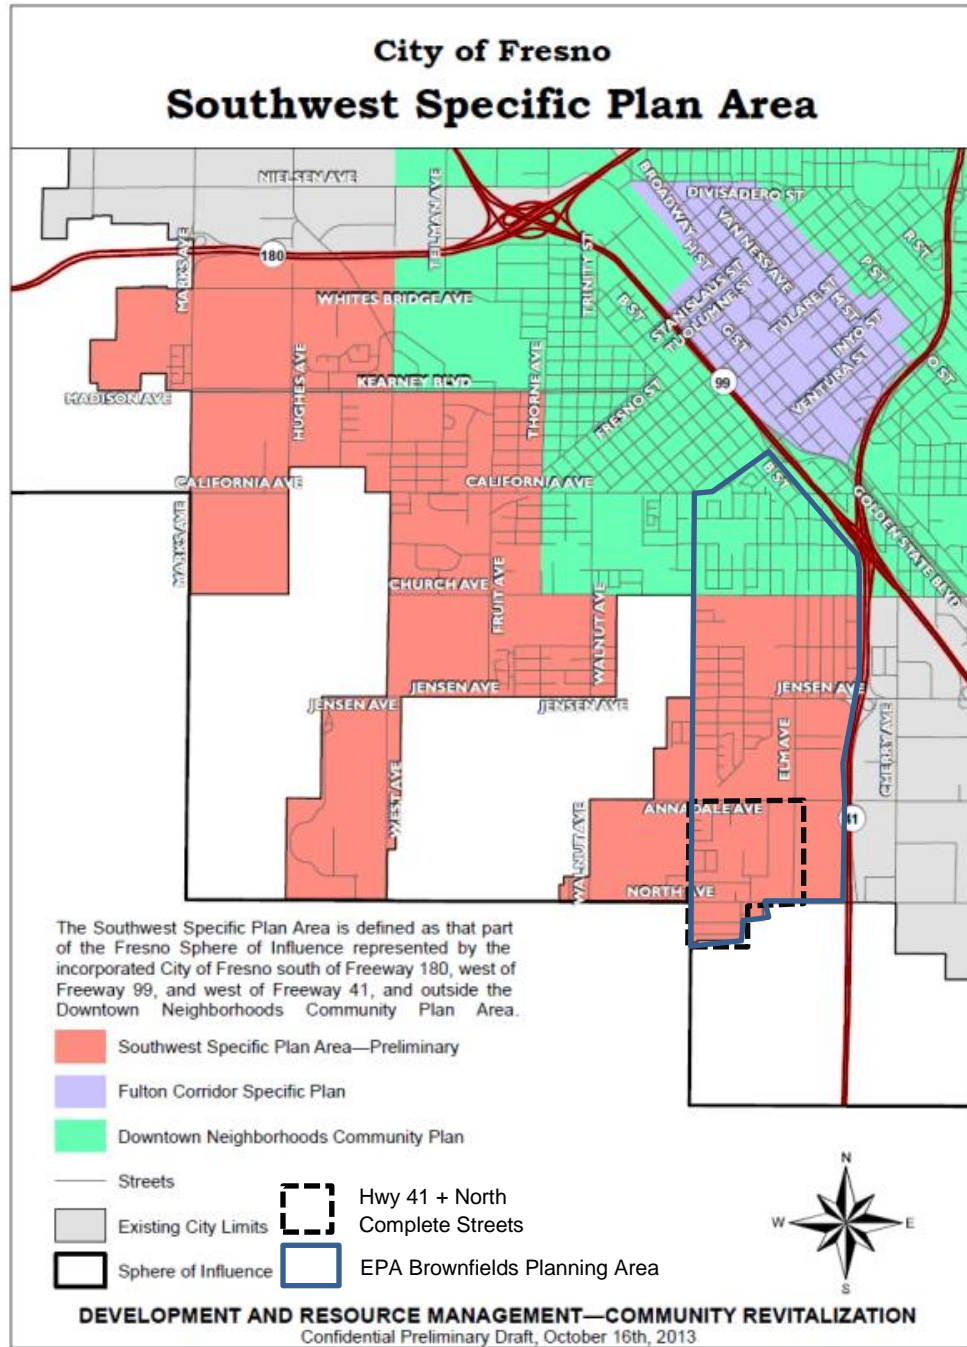 City of Fresno
Southwest Specific Plan Area
NIELSEN AVE
TEILMAN AVE
BROADWAY
DIVISADERO ST
VAN NESS AVE
H ST
R ST
P ST
MARKS AVE
180
TRINITY ST
WHITES BRIDGE AVE
B ST
STANISLAUS ST
TUOLUMNE ST
G ST
TULARE ST
M ST
INYO ST
O ST
HUGHES AVE
THORNE AVE
KEARNEY BLVD
99
VENTURA ST
MADISON AVE
FRESNO ST
CALIFORNIA AVE
CALIFORNIA AVE
B ST
GOLDEN STATE BLVD
MARKS AVE
CHURCH AVE
FRUIT AVE
WALNUT AVE
JENSEN AVE
JENSEN AVE
JENSEN AVE
JENSEN AVE
ELM AVE
CHERRY AVE
WEST AVE
WALNUT AVE
ANNADALE AVE
41
NORTH AVE
The Southwest Specific Plan Area is defined as that part
of the Fresno Sphere of Influence represented by the
incorporated City of Fresno south of Freeway 180, west of
Freeway 99, and west of Freeway 41, and outside the
Downtown Neighborhoods Community Plan Area.
Southwest Specific Plan Area—Preliminary
Fulton Corridor Specific Plan
Downtown Neighborhoods Community Plan
Streets
Existing City Limits
Sphere of Influence
Hwy 41 + North
Complete Streets
EPA Brownfields Planning Area
N
W
E
S
DEVELOPMENT AND RESOURCE MANAGEMENT—COMMUNITY REVITALIZATION
Confidential Preliminary Draft, October 16th, 2013